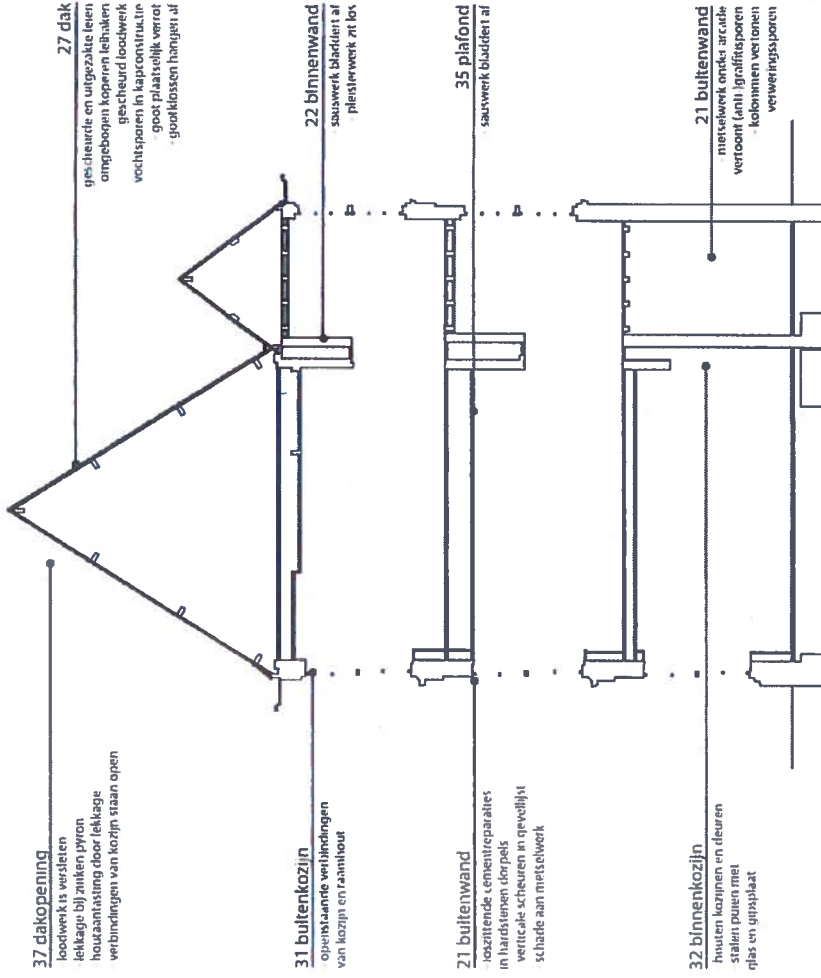 27 dak
gescheurde en uitgezakte leien
omgebogen koperen leihaken
gescheurd loodwerk
vochtsporen in kapconstructie
- goot plaatselijk verrot
- gootklossen hangen af
22 binnenwand
- sauswerk bladdert af
- pleisterwerk zit los
35 plafond
- sauswerk bladdert af
21 buitenwand
- metselwerk onder arcade
vertoont (anti-)graffitisporen
- kolommen vertonen
verweringssporen
37 dakopening
loodwerk is versleten
lekkage bij zinken pyron
houtaantasting door lekkage
verbindingen van kozijn staan open
31 buitenkozijn
- openstaande verbindingen
van kozijn en raamhout
21 buitenwand
- loszittende cementreparaties
in hardstenen dorpels
verticale scheuren in gevellijst
schade aan metselwerk
32 binnenkozijn
houten kozijnen en deuren
stalen puien met
glas en gipsplaat